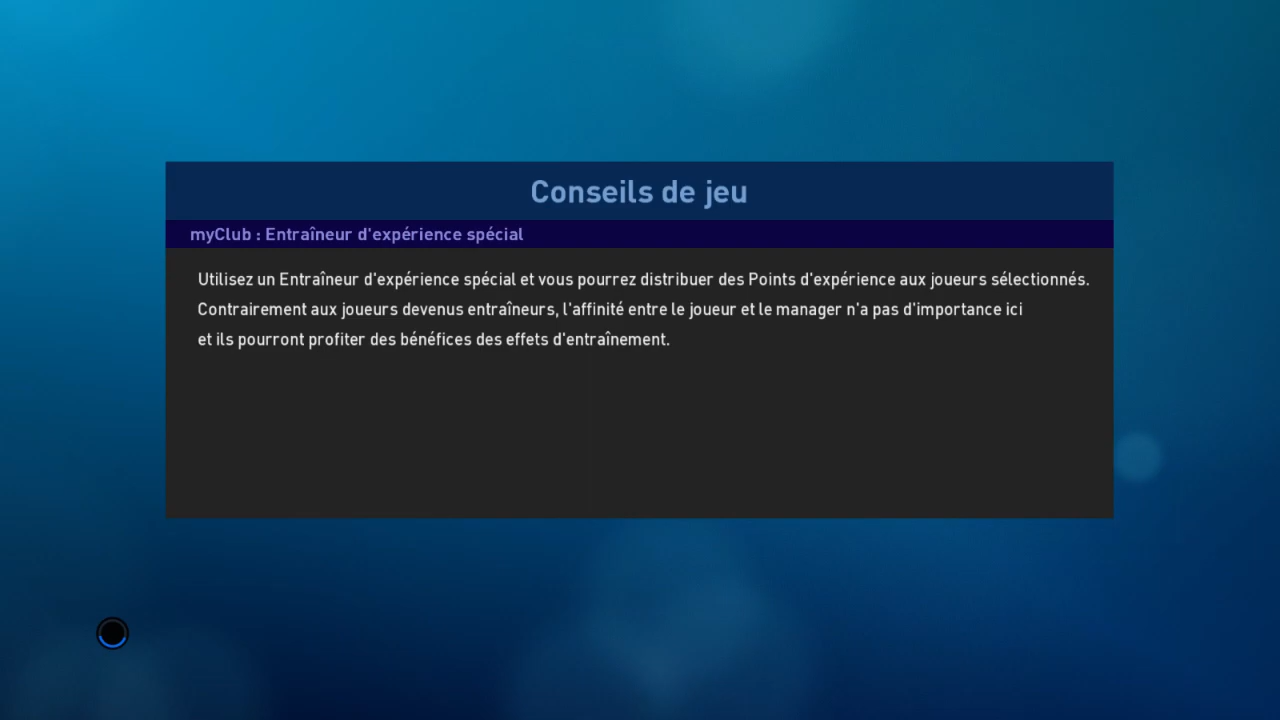 Conseils de jeu
myClub : Entraîneur d'expérience spécial
Utilisez un Entraîneur d'expérience spécial et vous pourrez distribuer des Points d'expérience aux joueurs sélectionnés.
Contrairement aux joueurs devenus entraîneurs, l'affinité entre le joueur et le manager n'a pas d'importance ici
et ils pourront profiter des bénéfices des effets d'entraînement.